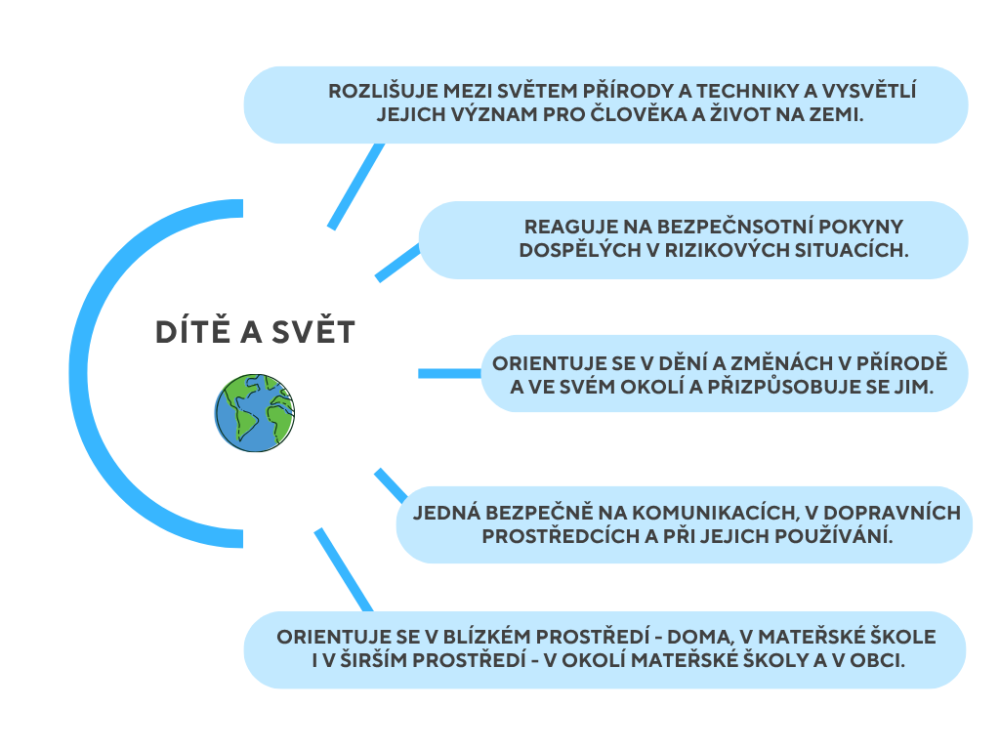 ROZLIŠUJE MEZI SVĚTEM PŘÍRODY A TECHNIKY A VYSVĚTLÍ
JEJICH VÝZNAM PRO ČLOVĚKA A ŽIVOT NA ZEMI.
REAGUJE NA BEZPEČNSOTNÍ POKYNY
DOSPĚLÝCH V RIZIKOVÝCH SITUACÍCH.
DÍTĚ A SVĚT
ORIENTUJE SE V DĚNÍ A ZMĚNÁCH V PŘÍRODĚ
A VE SVÉM OKOLÍ A PŘIZPŮSOBUJE SE JIM.
JEDNÁ BEZPEČNĚ NA KOMUNIKACÍCH, V DOPRAVNÍCH
PROSTŘEDCÍCH A PŘI JEJICH POUŽÍVÁNÍ.
ORIENTUJE SE V BLÍZKÉM PROSTŘEDÍ - DOMA, V MATEŘSKÉ ŠKOLE
I V ŠIRŠÍM PROSTŘEDÍ - V OKOLÍ MATEŘSKÉ ŠKOLY A V OBCI.